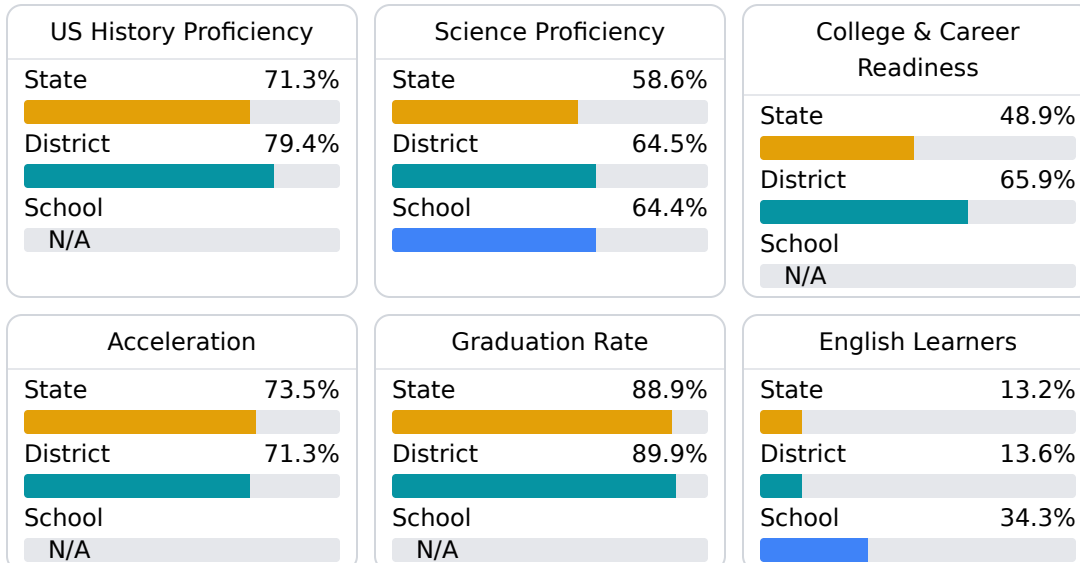 US History Proficiency
State 71.3%
District 79.4%
School
N/A
Science Proficiency
State 58.6%
District 64.5%
School 64.4%
College & Career
Readiness
State 48.9%
District 65.9%
School
N/A
Acceleration
State 73.5%
District 71.3%
School
N/A
Graduation Rate
State 88.9%
District 89.9%
School
N/A
English Learners
State 13.2%
District 13.6%
School 34.3%